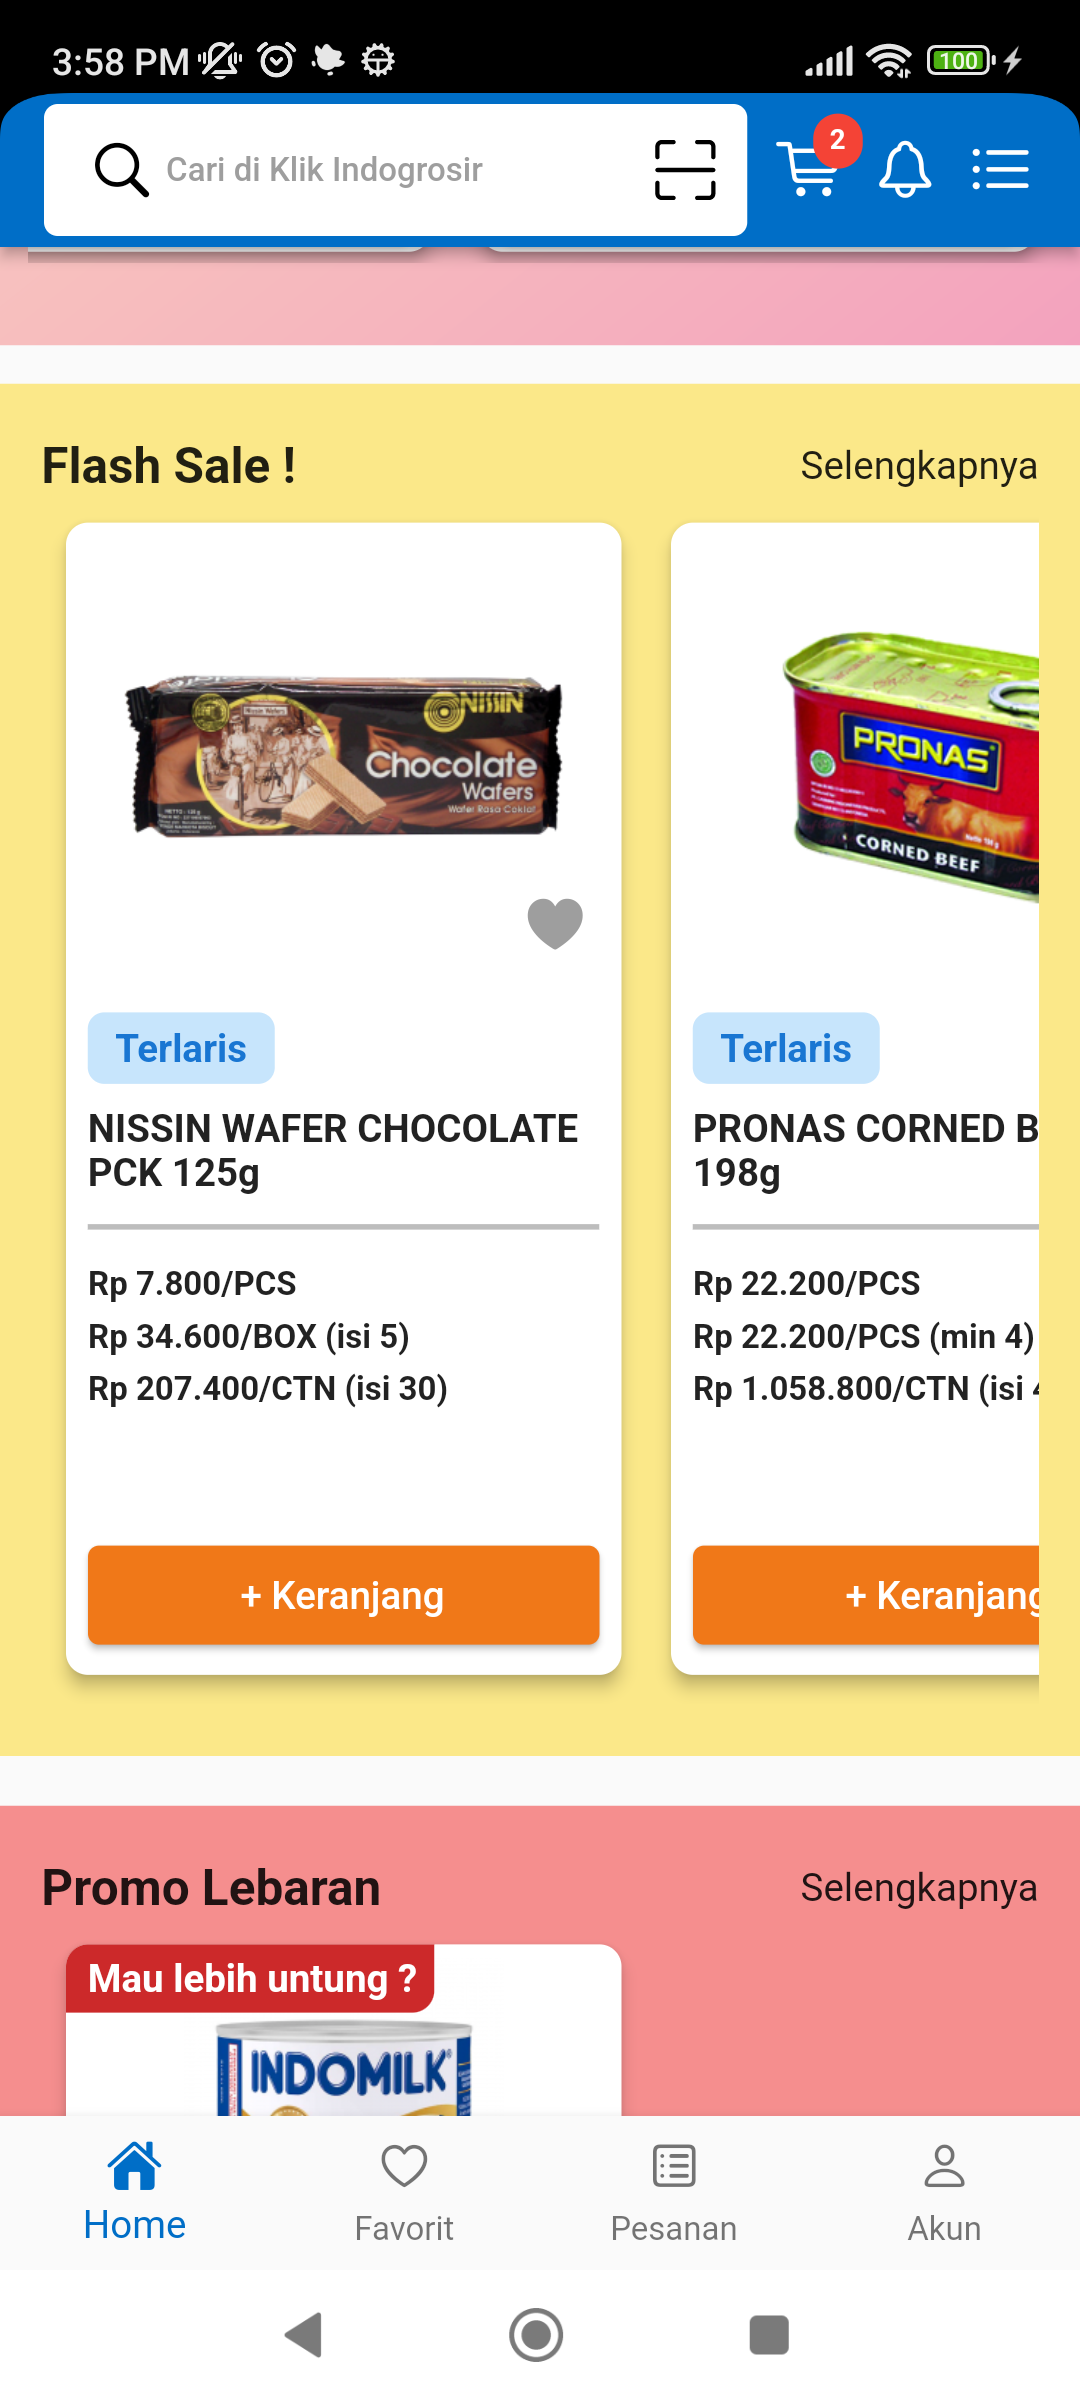 3:58 PM
100
Cari di Klik Indogrosir
2
Flash Sale !
Selengkapnya
NISSIN
Chocolate
Wafers
Wafer Rasa Coklat
PRONAS
CORNED BEEF
Terlaris
NISSIN WAFER CHOCOLATE
PCK 125g
Rp 7.800/PCS
Rp 34.600/BOX (isi 5)
Rp 207.400/CTN (isi 30)
+ Keranjang
Terlaris
PRONAS CORNED B
198g
Rp 22.200/PCS
Rp 22.200/PCS (min 4)
Rp 1.058.800/CTN (isi 4
+ Keranjang
Promo Lebaran
Selengkapnya
Mau lebih untung ?
INDOMILK
Home
Favorit
Pesanan
Akun